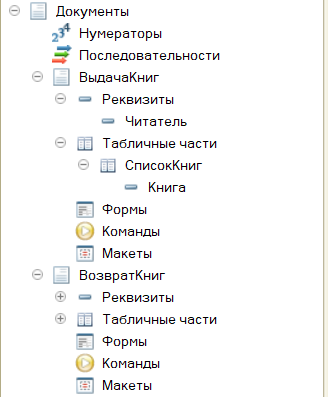 Документы
Нумераторы
Последовательности
ВыдачаКниг
Реквизиты
Читатель
Табличные части
СписокКниг
Книга
Формы
Команды
Макеты
ВозвратКниг
Реквизиты
Табличные части
Формы
Команды
Макеты